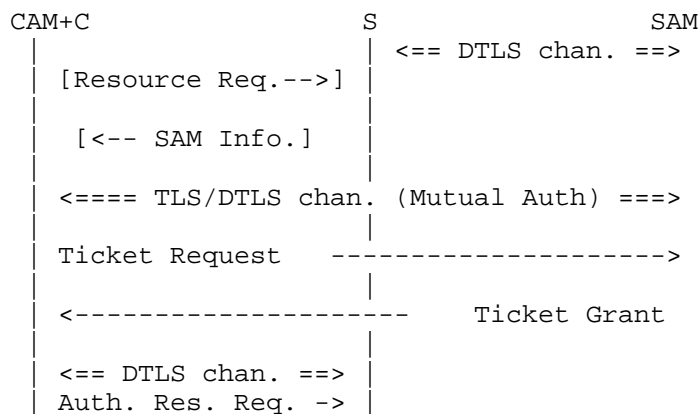 CAM+C S SAM
| | <== DTLS chan. ==>
| [Resource Req.-->] |
| |
| [<-- SAM Info.] |
| |
| <==== TLS/DTLS chan. (Mutual Auth) ===>
| |
| Ticket Request ---------------------->
| |
| <--------------------- Ticket Grant
| |
| <== DTLS chan. ==> |
| Auth. Res. Req. -> |